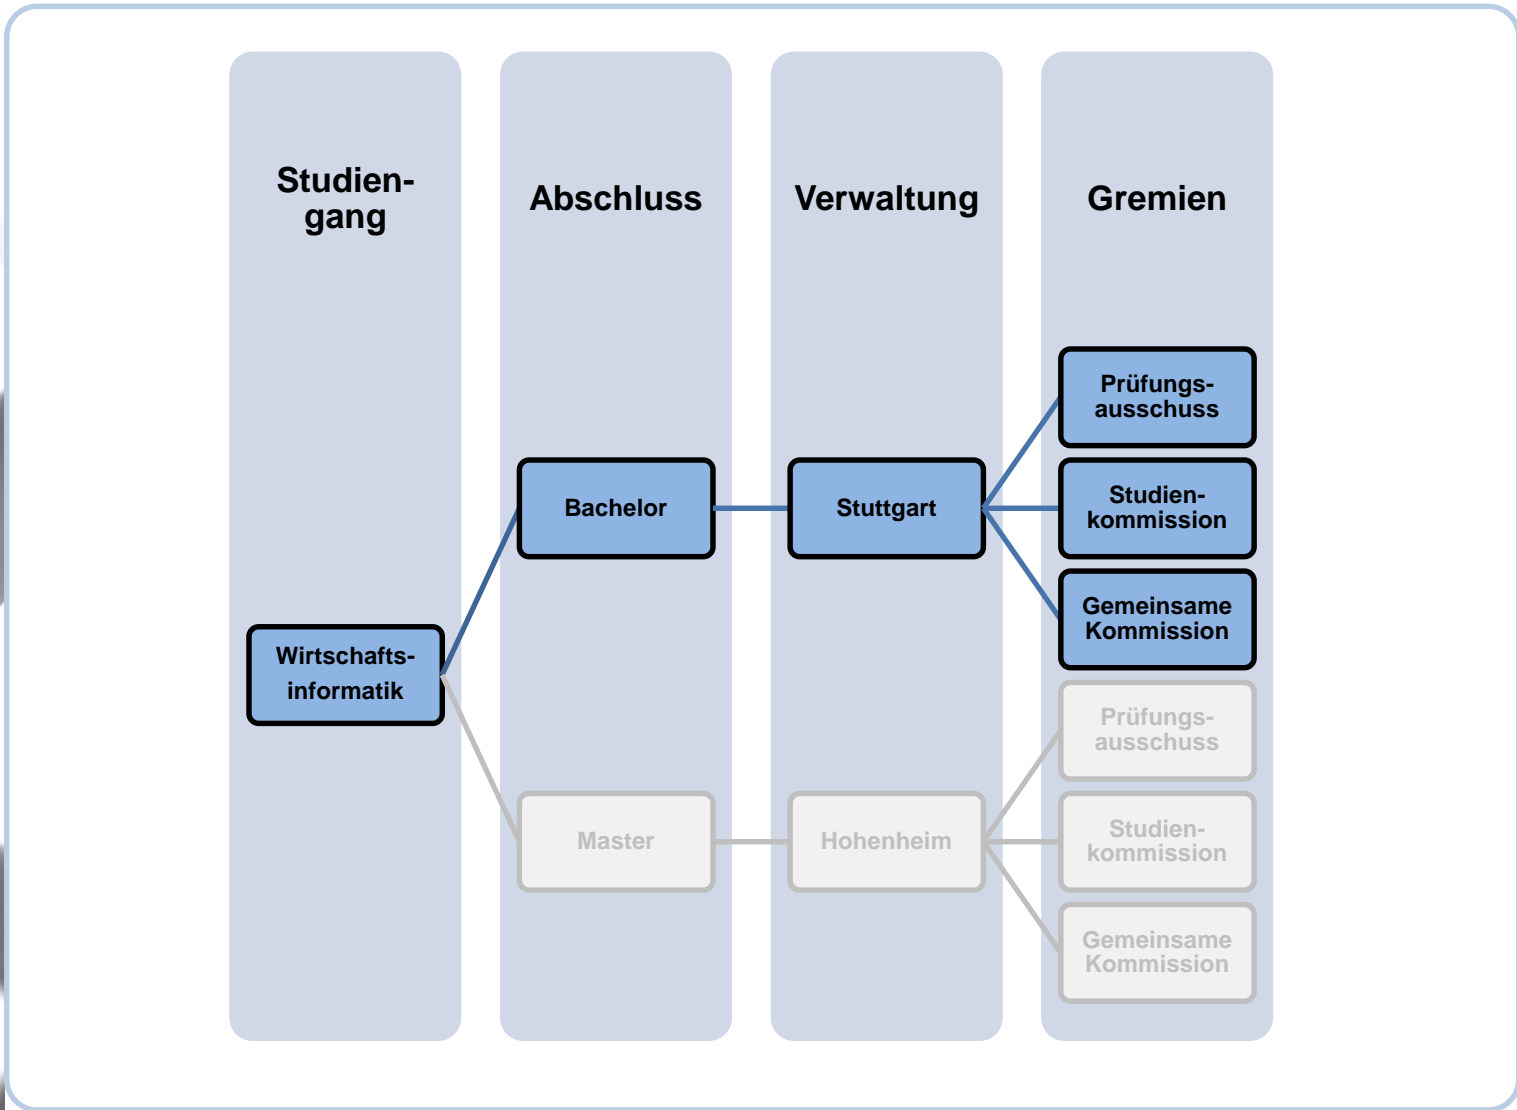 Studien-
gang
Abschluss
Verwaltung
Gremien
Prüfungs-
ausschuss
Bachelor
Stuttgart
Studien-
kommission
Gemeinsame
Kommission
Wirtschafts-
informatik
Prüfungs-
ausschuss
Master
Hohenheim
Studien-
kommission
Gemeinsame
Kommission